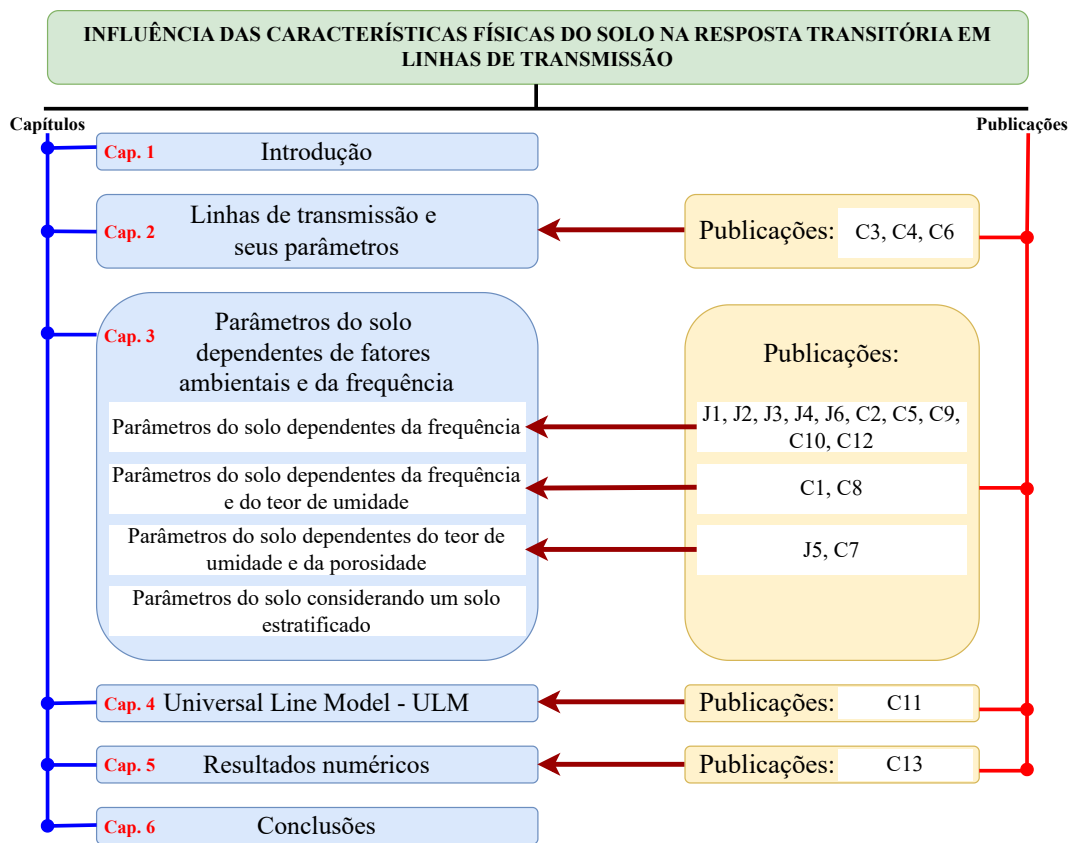 INFLUÊNCIA DAS CARACTERÍSTICAS FÍSICAS DO SOLO NA RESPOSTA TRANSITÓRIA EM
LINHAS DE TRANSMISSÃO
Capítulos
Publicações
Cap. 1 Introdução
Cap. 2
Linhas de transmissão e
seus parâmetros
Publicações: C3, C4, C6
Cap. 3
Parâmetros do solo
dependentes de fatores
ambientais e da frequência
Publicações:
Parâmetros do solo dependentes da frequência
J1, J2, J3, J4, J6, C2, C5, C9,
C10, C12
Parâmetros do solo dependentes da frequência
e do teor de umidade
C1, C8
Parâmetros do solo dependentes do teor de
umidade e da porosidade
J5, C7
Parâmetros do solo considerando um solo
estratificado
Cap. 4 Universal Line Model - ULM
Publicações: C11
Cap. 5 Resultados numéricos
Publicações: C13
Cap. 6 Conclusões